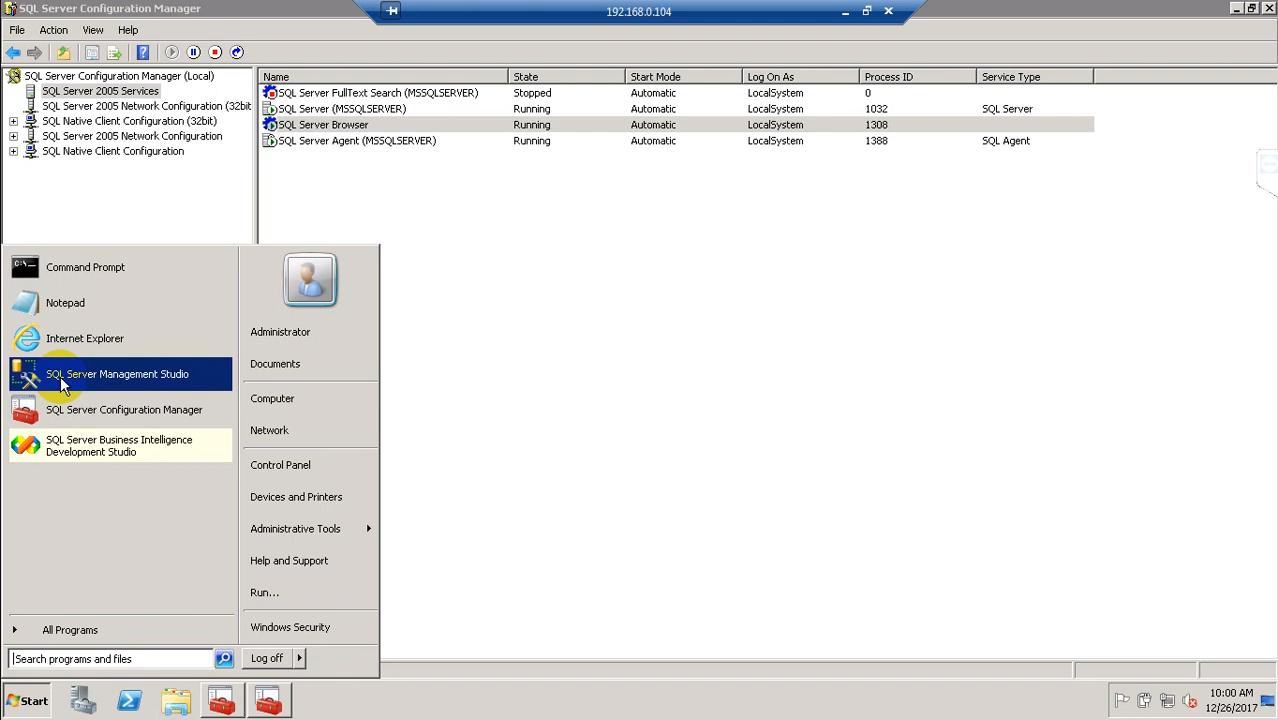 SQL Server Configuration Manager
192.168.0.104
File Action View Help
SQL Server Configuration Manager (Local)
SQL Server 2005 Services
SQL Server 2005 Network Configuration (32bit
SQL Native Client Configuration (32bit)
SQL Server 2005 Network Configuration
SQL Native Client Configuration
Name State Start Mode Log On As Process ID Service Type
SQL Server FullText Search (MSSQLSERVER) Stopped Automatic LocalSystem 0
SQL Server (MSSQLSERVER) Running Automatic LocalSystem 1032 SQL Server
SQL Server Browser Running Automatic LocalSystem 1308
SQL Server Agent (MSSQLSERVER) Running Automatic LocalSystem 1388 SQL Agent
Command Prompt
Notepad
Internet Explorer
SQL Server Management Studio
SQL Server Configuration Manager
SQL Server Business Intelligence
Development Studio
All Programs
Search programs and files
Administrator
Documents
Computer
Network
Control Panel
Devices and Printers
Administrative Tools
Help and Support
Run...
Windows Security
Log off
Start
10:00 AM
12/26/2017